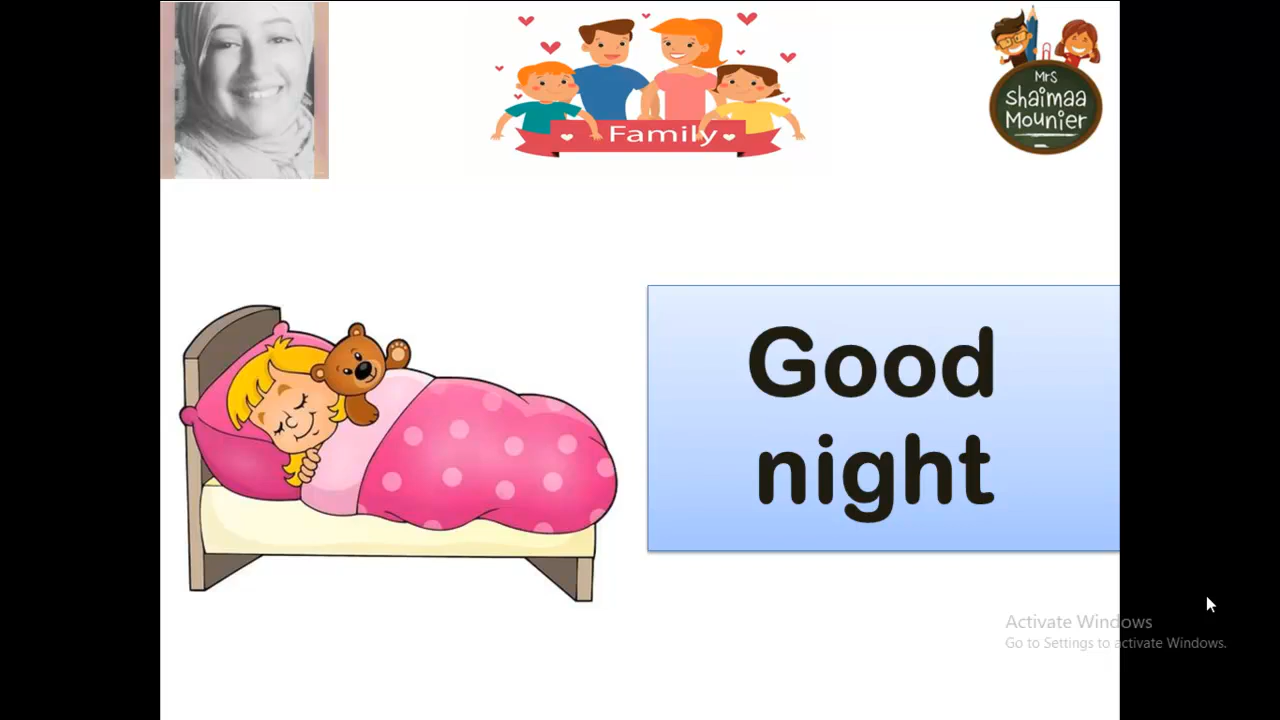 Family
Mrs
Shaimaa
Mounier
Good
night
Activate Windows
Go to Settings to activate Windows.